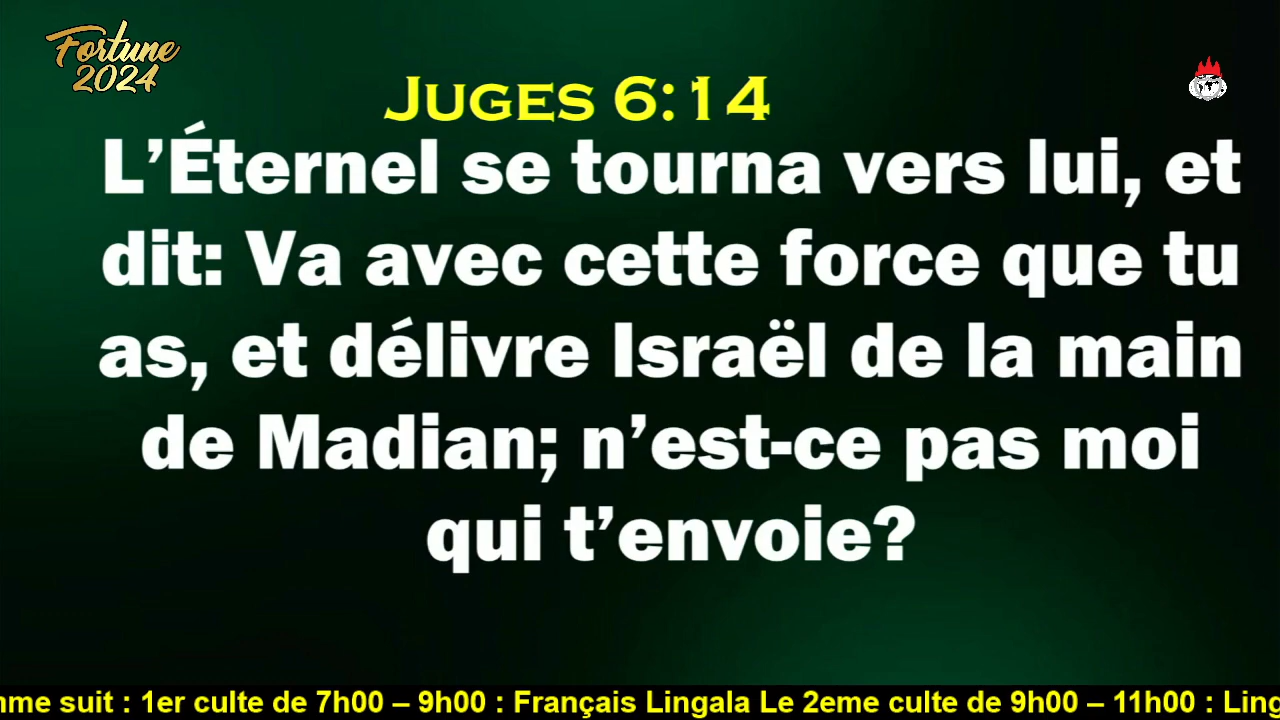 Fortune
2024
JUGES 6:14
L’Éternel se tourna vers lui, et
dit: Va avec cette force que tu
as, et délivre Israël de la main
de Madian; n’est-ce pas moi
qui t’envoie?
suit : 1er culte de 7h00 – 9h00 : Français Lingala Le 2eme culte de 9h00 – 11h00 :